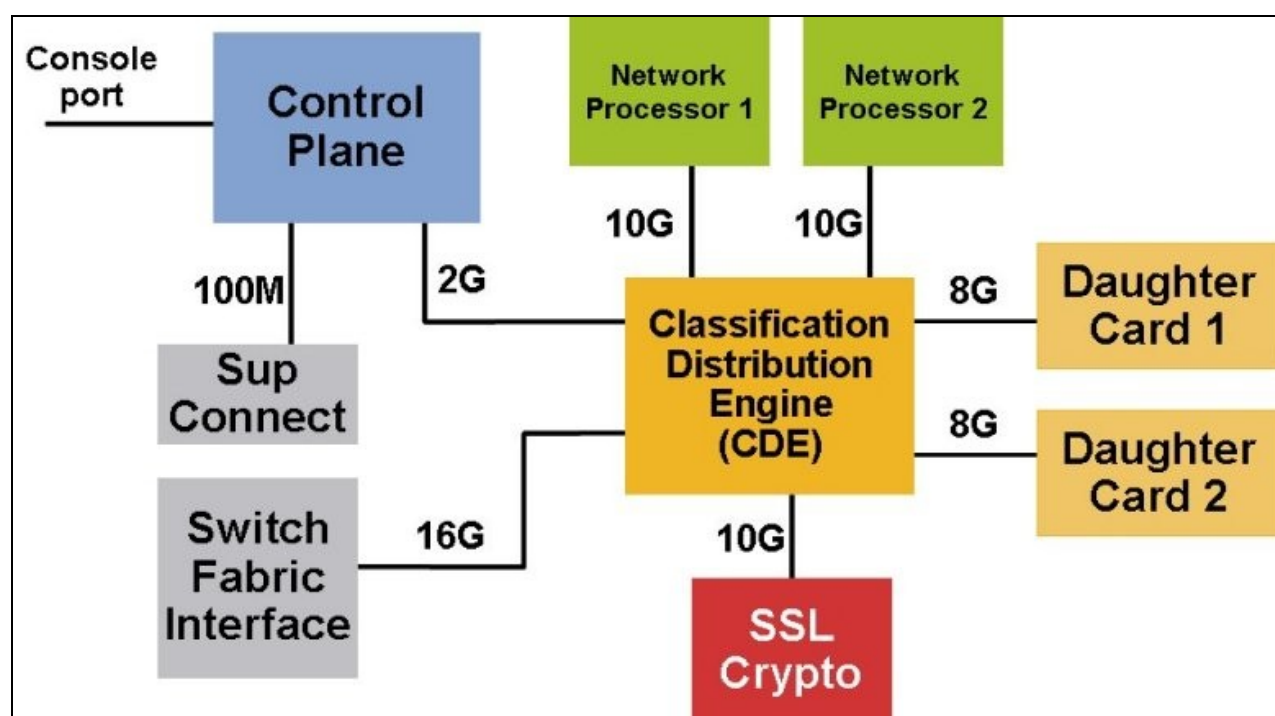 Console
port
Control
Plane
Network
Processor 1
Network
Processor 2
10G
10G
100M
2G
8G
Daughter
Card 1
Classification
Distribution
Engine
(CDE)
Sup
Connect
8G
Daughter
Card 2
Switch
Fabric
Interface
16G
10G
SSL
Crypto